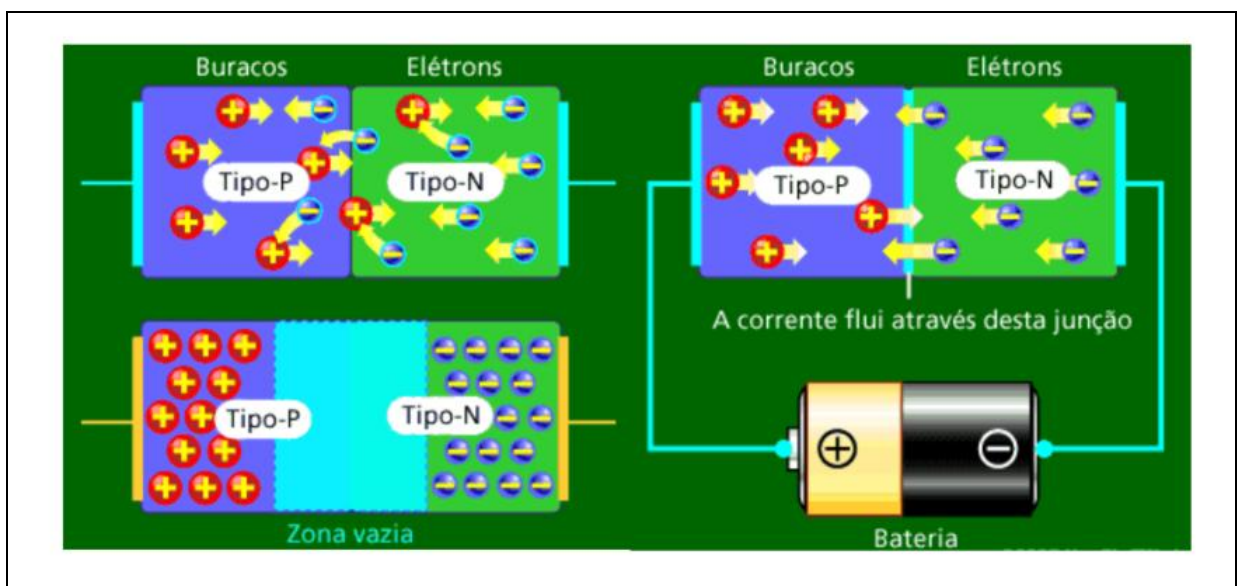 Buracos Elétrons
Tipo-P Tipo-N
Tipo-P Tipo-N
Zona vazia
Buracos Elétrons
Tipo-P Tipo-N
A corrente flui através desta junção
Bateria